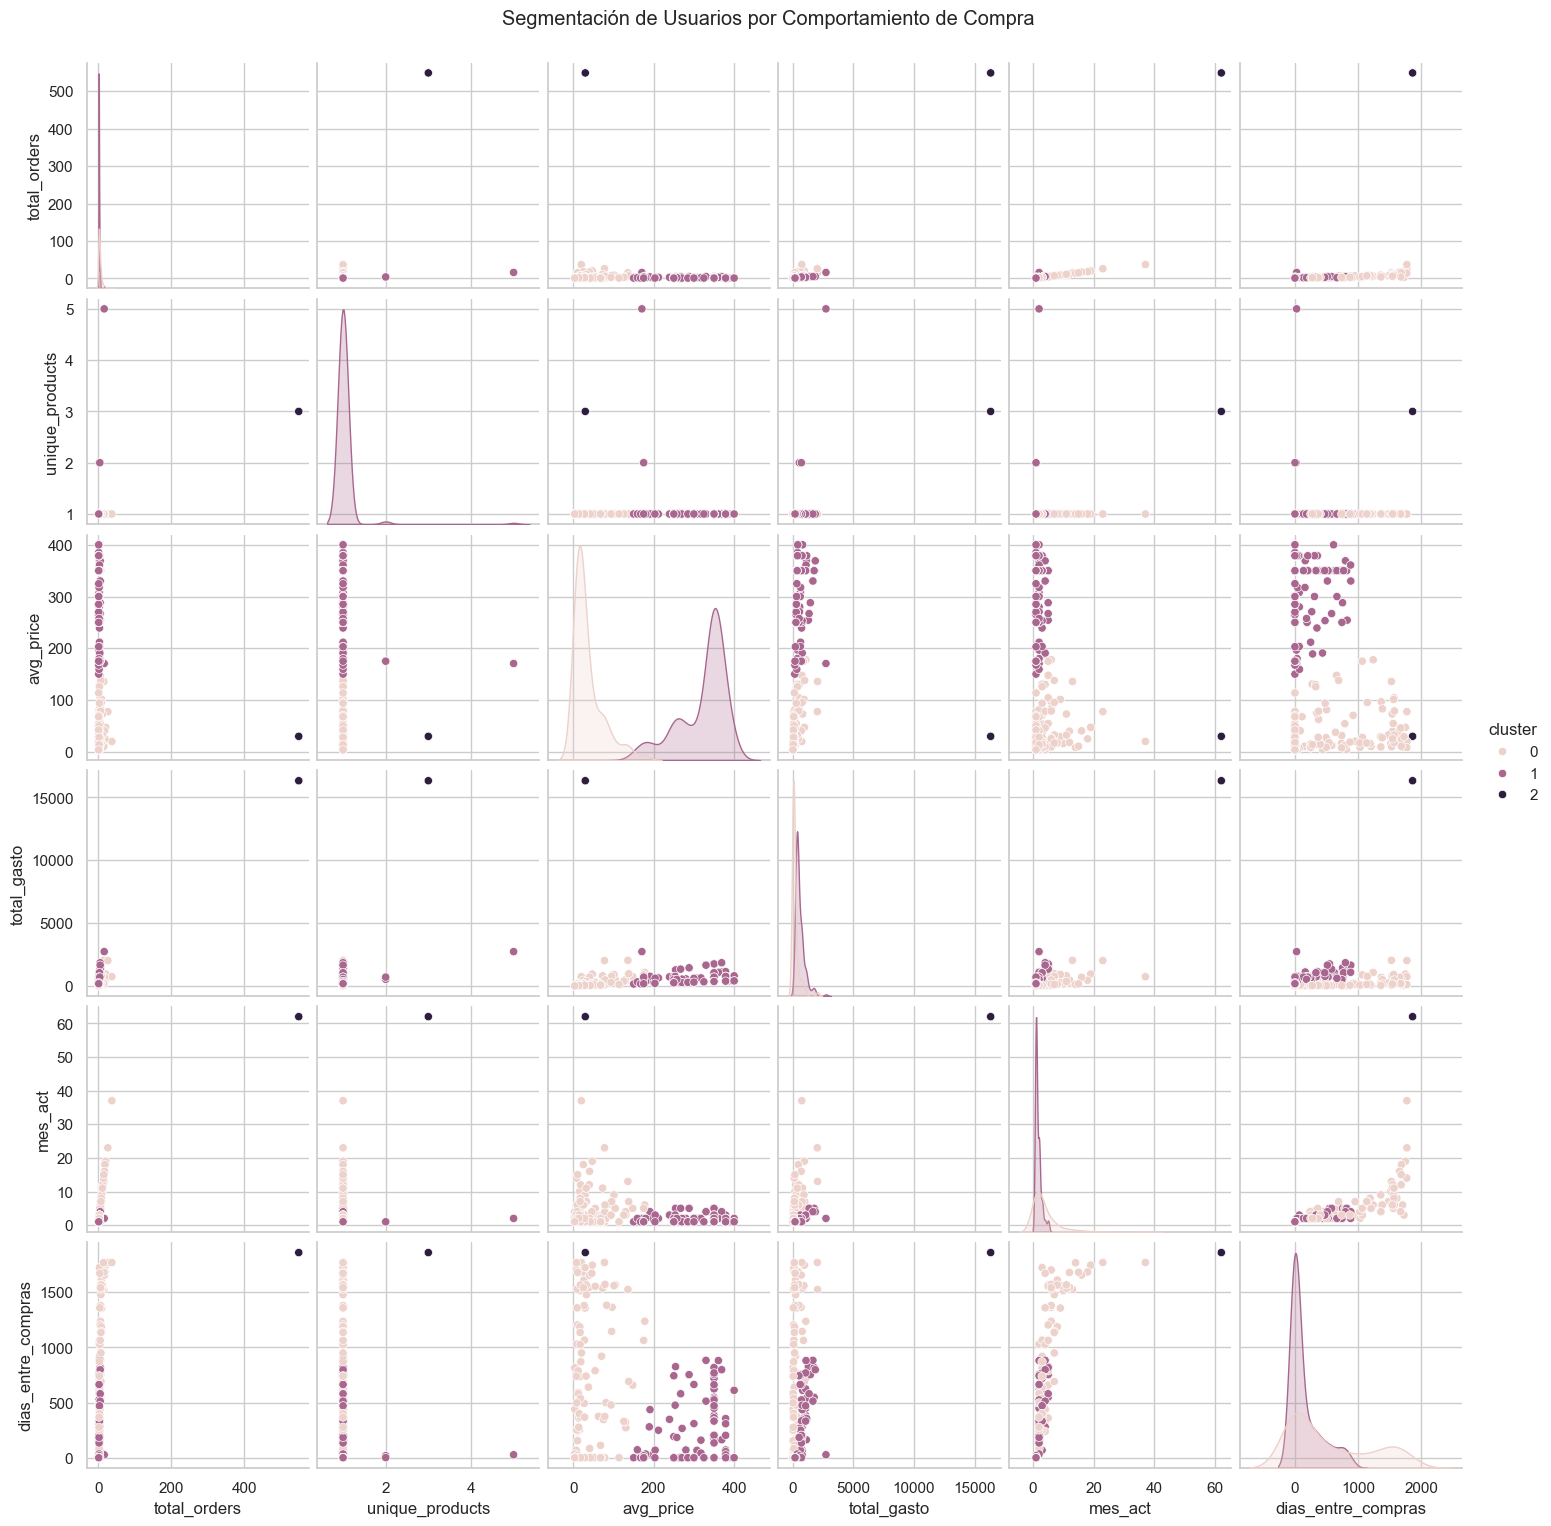 Segmentación de Usuarios por Comportamiento de Compra
total_orders
500
400
300
200
100
0
unique_products
5
4
3
2
1
avg_price
400
300
200
100
0
cluster
0
1
2
total_gasto
15000
10000
5000
0
mes_act
60
50
40
30
20
10
0
dias_entre_compras
1500
1000
500
0
0 200 400
2 4
0 200 400
0 5000 10000 15000
0 20 40 60
0 1000 2000
total_orders
unique_products
avg_price
total_gasto
mes_act
dias_entre_compras